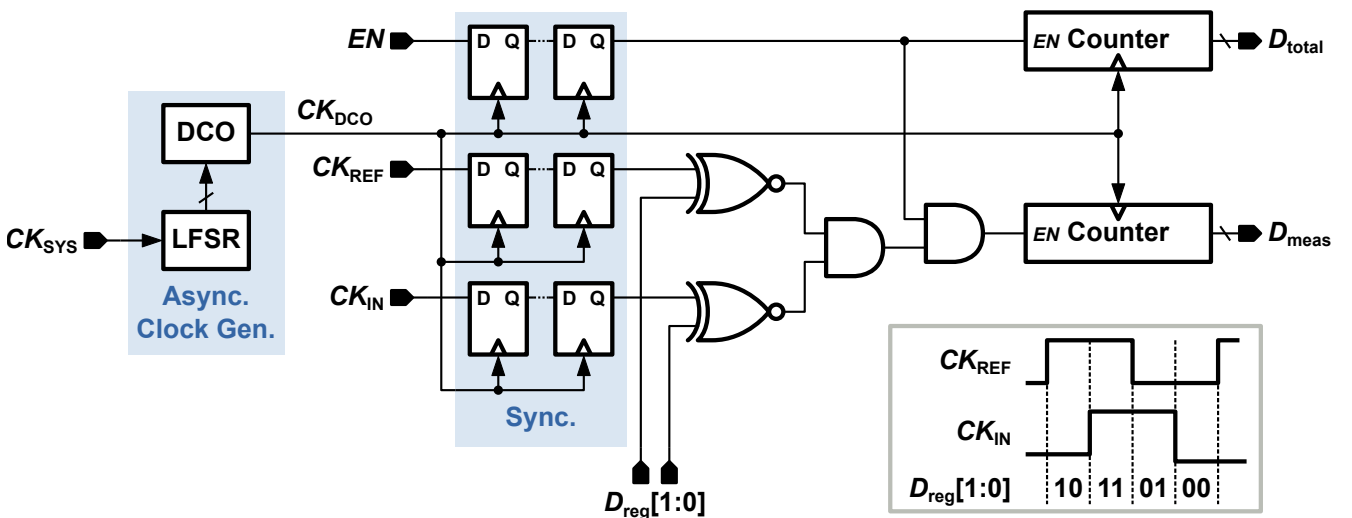 EN
D Q
D Q
EN Counter
D_total
DCO
CK_DCO
CK_REF
D Q
D Q
CK_SYS
LFSR
EN Counter
D_meas
Async.
Clock Gen.
CK_IN
D Q
D Q
Sync.
D_reg[1:0]
CK_REF
CK_IN
D_reg[1:0] 10 11 01 00